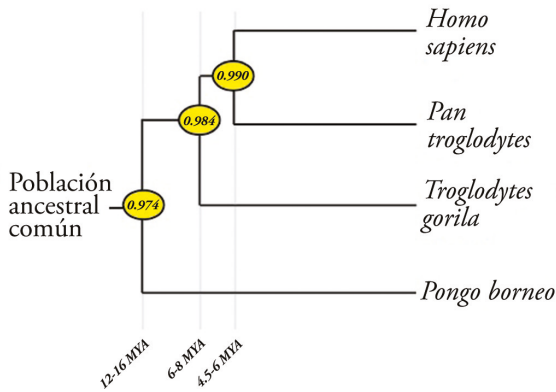 Homo
sapiens
0.990
0.984
Pan
troglodytes
Población
ancestral
común
0.974
Troglodytes
gorila
Pongo borneo
12-16 MYA
6-8 MYA
4.5-6 MYA